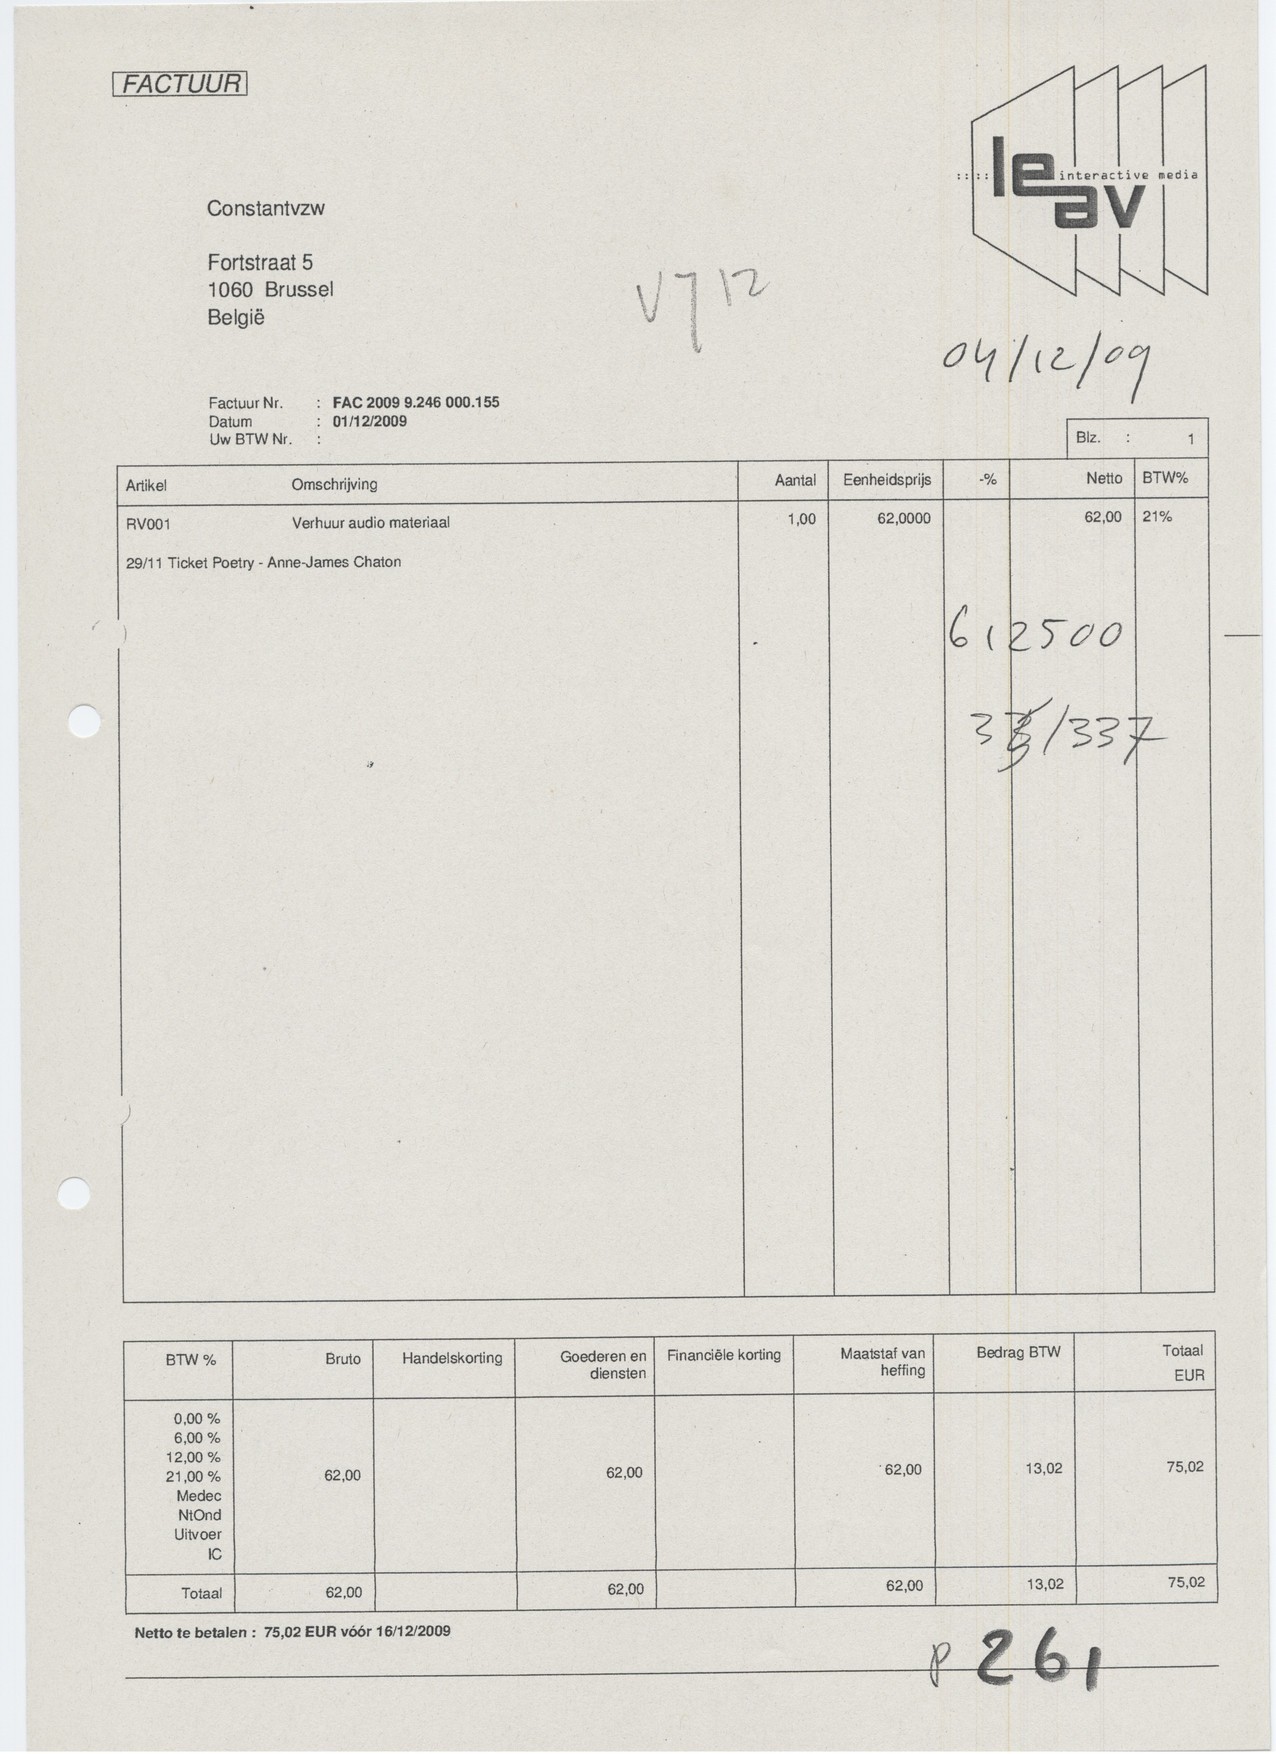 FACTUUR
le interactive media
av
Constantvzw
Fortstraat 5
1060 Brussel
België
04/12/09
Factuur Nr. : FAC 2009 9.246 000.155
Datum : 01/12/2009
Uw BTW Nr. :
Blz. : 1
Artikel Omschrijving Aantal Eenheidsprijs -% Netto BTW%
RV001 Verhuur audio materiaal 1,00 62,0000 62,00 21%
29/11 Ticket Poetry - Anne-James Chaton
612500
/337
BTW % Bruto Handelskorting Goederen en diensten Financiële korting Maatstaf van heffing Bedrag BTW Totaal EUR
0,00 %
6,00 %
12,00 %
21,00 % 62,00 62,00 62,00 13,02 75,02
Medec
NtOnd
Uitvoer
IC
Totaal 62,00 62,00 62,00 13,02 75,02
Netto te betalen : 75,02 EUR vóór 16/12/2009
P 261